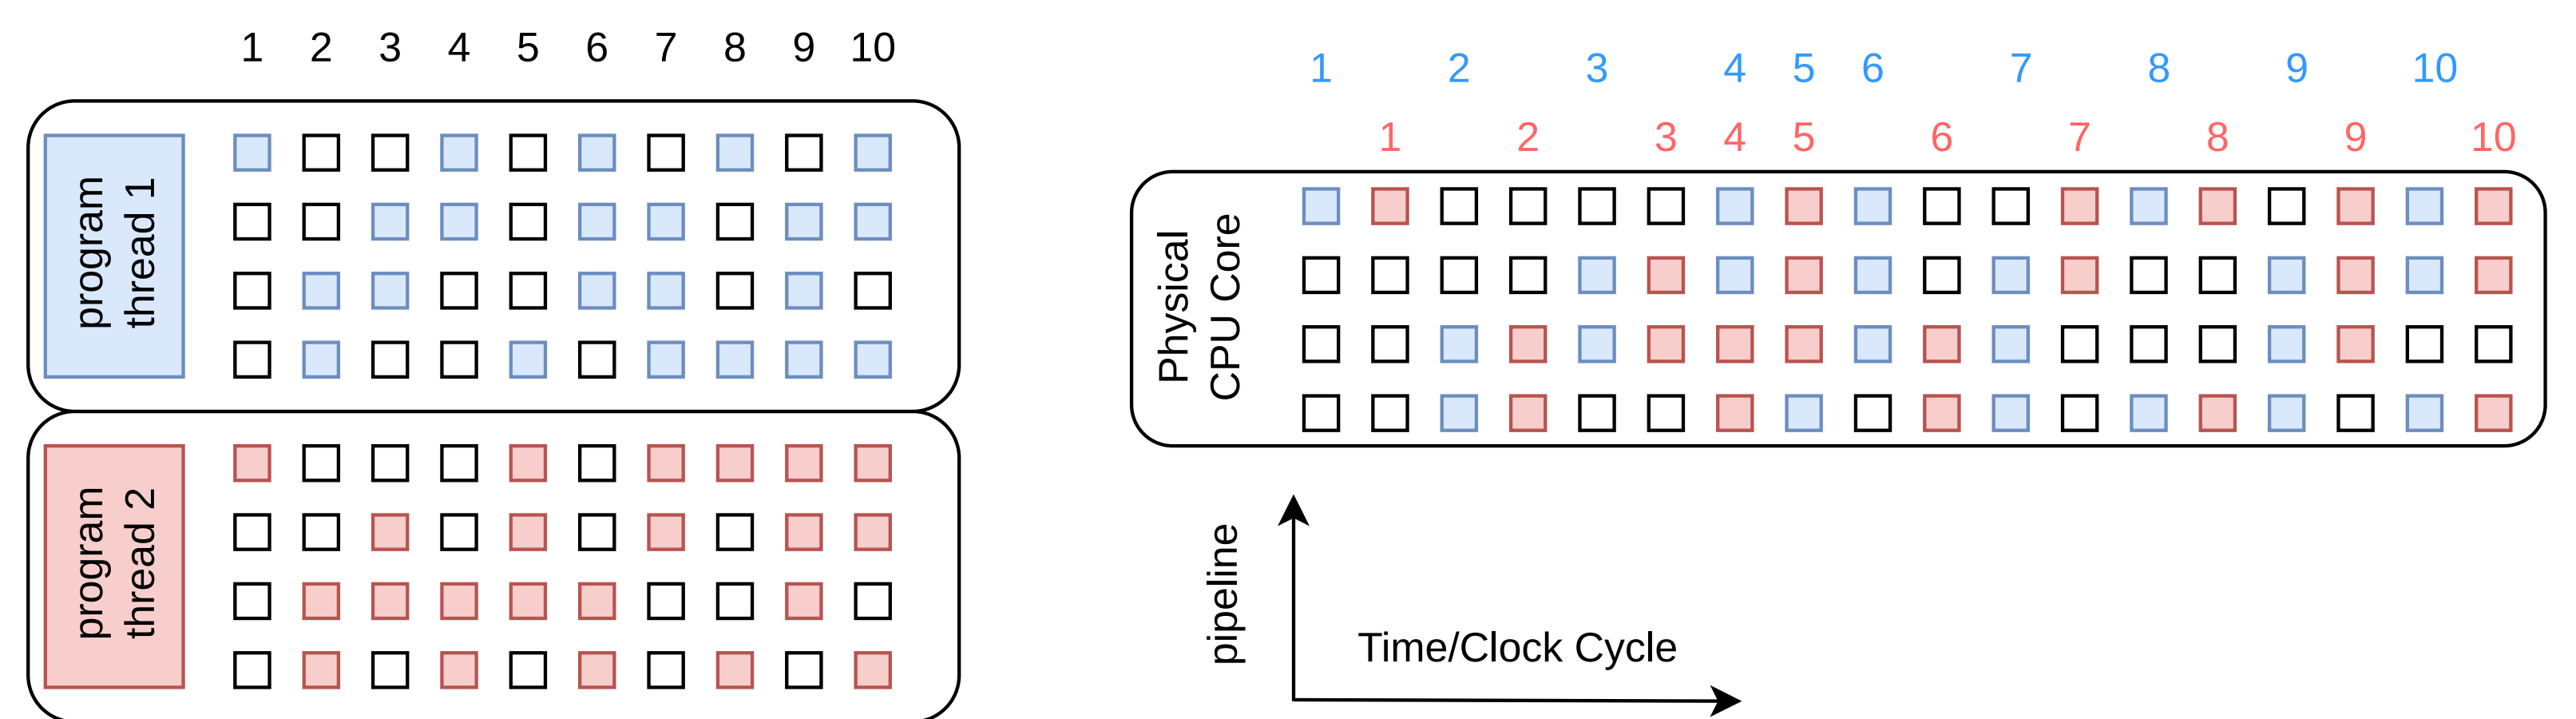 1 2 3 4 5 6 7 8 9 10
program
thread 1
program
thread 2
1 2 3 4 5 6 7 8 9 10
1 2 3 4 5 6 7 8 9 10
Physical
CPU Core
pipeline
Time/Clock Cycle